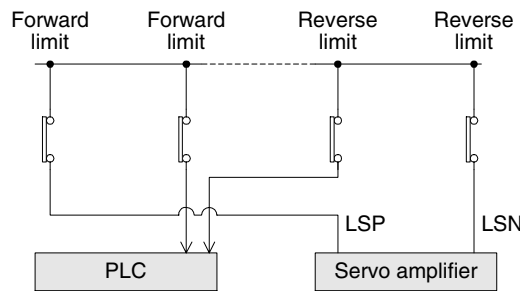 Forward
limit
Forward
limit
Reverse
limit
Reverse
limit
LSP
LSN
PLC
Servo amplifier